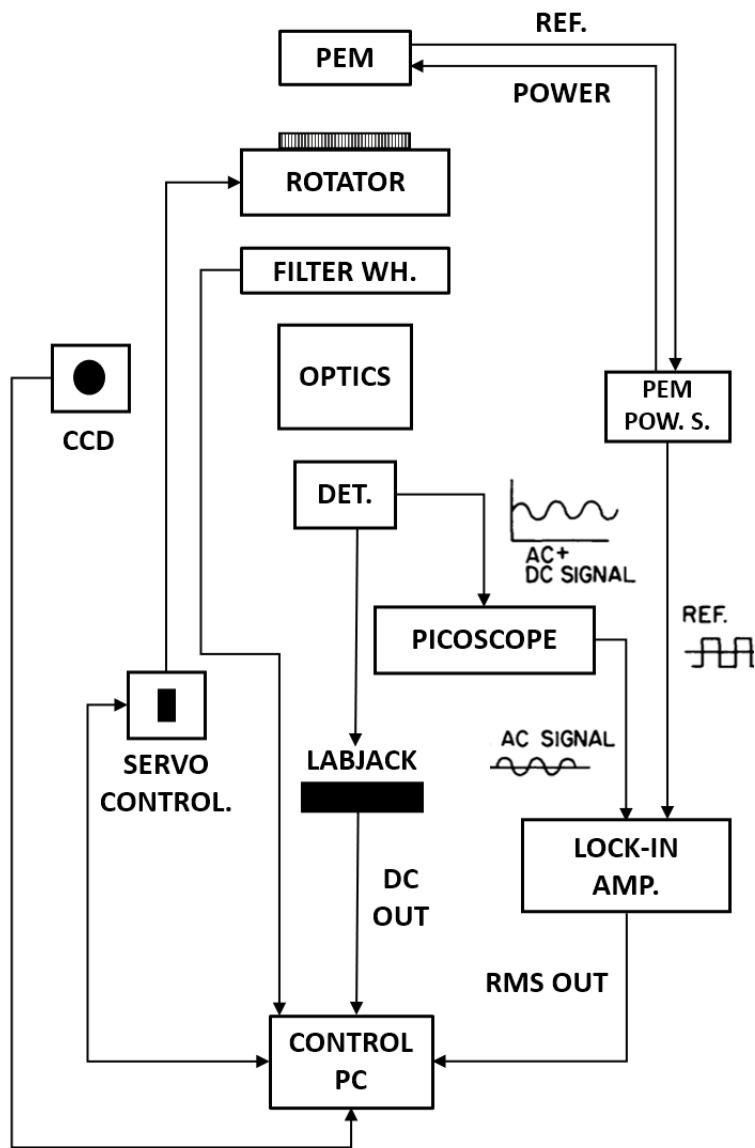 REF.
PEM
POWER
ROTATOR
FILTER WH.
OPTICS
CCD
PEM
POW. S.
DET.
AC+
DC SIGNAL
PICOSCOPE
REF.
SERVO
CONTROL.
LABJACK
AC SIGNAL
LOCK-IN
AMP.
DC
OUT
RMS OUT
CONTROL
PC